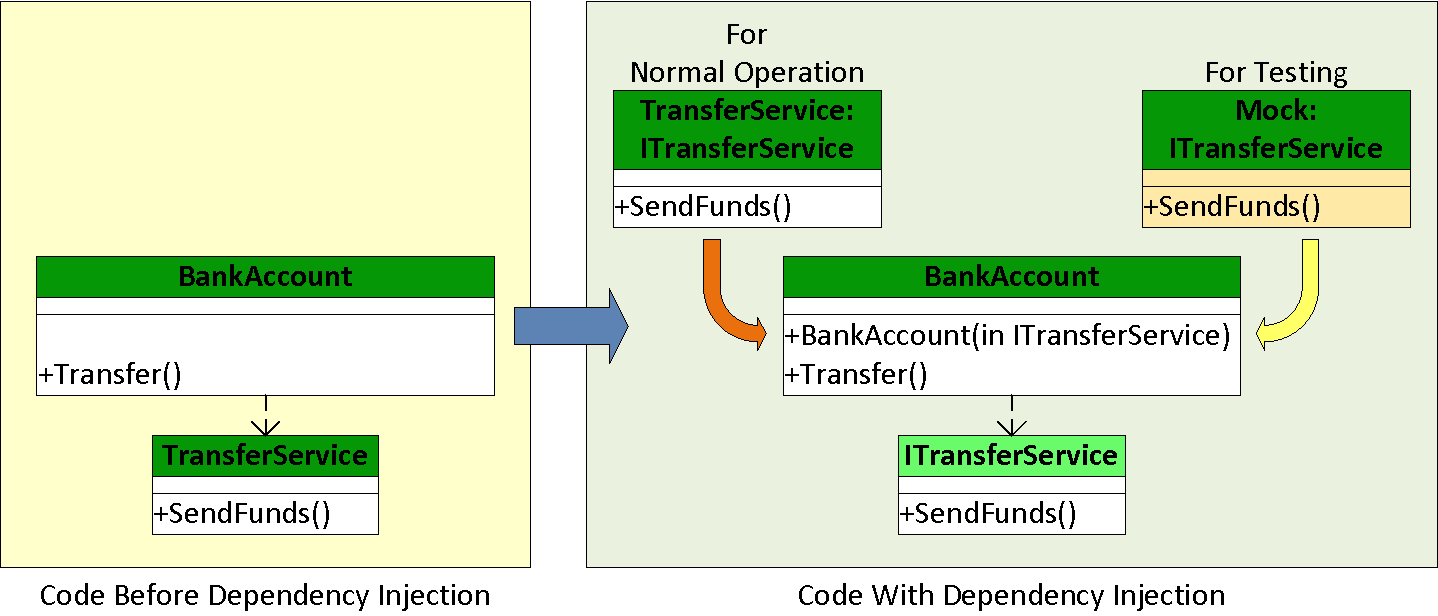 BankAccount
+Transfer()
TransferService
+SendFunds()
Code Before Dependency Injection
For
Normal Operation
TransferService:
ITransferService
+SendFunds()
For Testing
Mock:
ITransferService
+SendFunds()
BankAccount
+BankAccount(in ITransferService)
+Transfer()
ITransferService
+SendFunds()
Code With Dependency Injection